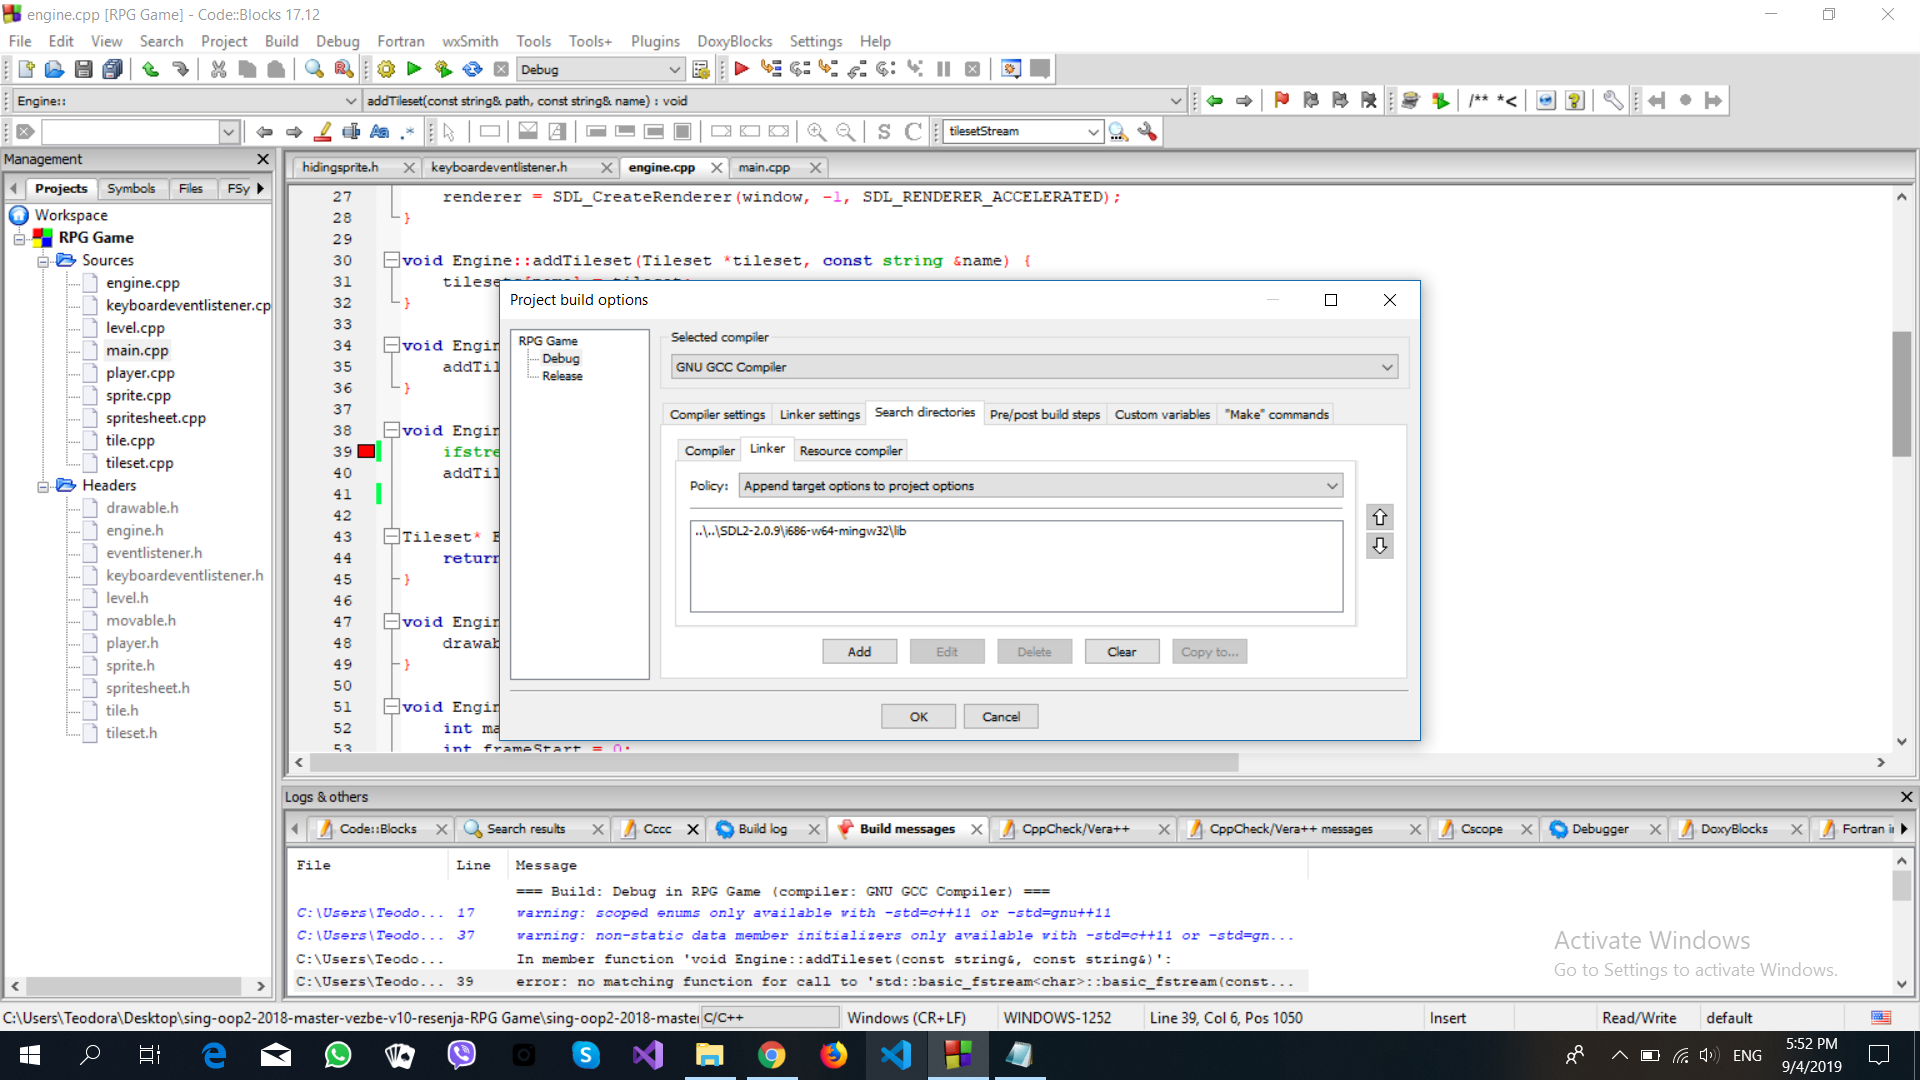 engine.cpp [RPG Game] - Code::Blocks 17.12
File Edit View Search Project Build Debug Fortran wxSmith Tools Tools+ Plugins DoxyBlocks Settings Help
Debug
Engine:: addTileset(const string& path, const string& name) : void
/** *<
Aa .* S C tilesetStream
Management
Projects Symbols Files FSy
Workspace
RPG Game
Sources
engine.cpp
keyboardeventlistener.cp
level.cpp
main.cpp
player.cpp
sprite.cpp
spritesheet.cpp
tile.cpp
tileset.cpp
Headers
drawable.h
engine.h
eventlistener.h
keyboardeventlistener.h
level.h
movable.h
player.h
sprite.h
spritesheet.h
tile.h
tileset.h
hidingsprite.h keyboardeventlistener.h engine.cpp main.cpp
27 renderer = SDL_CreateRenderer(window, -1, SDL_RENDERER_ACCELERATED);
28 }
29
30 void Engine::addTileset(Tileset *tileset, const string &name) {
31
32 }
33
34 void Engin
35 addTil
36 }
37
38 void Engin
39 ifstre
40 addTil
41
42
43 Tileset* E
44 return
45 }
46
47 void Engin
48 drawab
49 }
50
51 void Engin
52 int ma
53 int frameStart = 0;
Project build options
RPG Game
Debug
Release
Selected compiler
GNU GCC Compiler
Compiler settings Linker settings Search directories Pre/post build steps Custom variables "Make" commands
Compiler Linker Resource compiler
Policy: Append target options to project options
..\..\SDL2-2.0.9\i686-w64-mingw32\lib
Add Edit Delete Clear Copy to...
OK Cancel
Logs & others
Code::Blocks Search results Cccc Build log Build messages CppCheck/Vera++ CppCheck/Vera++ messages Cscope Debugger DoxyBlocks Fortran i
File Line Message
=== Build: Debug in RPG Game (compiler: GNU GCC Compiler) ===
C:\Users\Teodo... 17 warning: scoped enums only available with -std=c++11 or -std=gnu++11
C:\Users\Teodo... 37 warning: non-static data member initializers only available with -std=c++11 or -std=gn...
C:\Users\Teodo... In member function 'void Engine::addTileset(const string&, const string&)':
C:\Users\Teodo... 39 error: no matching function for call to 'std::basic_fstream<char>::basic_fstream(const...
Activate Windows
Go to Settings to activate Windows.
C:\Users\Teodora\Desktop\sing-oop2-2018-master-vezbe-v10-resenja-RPG Game\sing-oop2-2018-maste C/C++ Windows (CR+LF) WINDOWS-1252 Line 39, Col 6, Pos 1050 Insert Read/Write default
ENG
5:52 PM
9/4/2019